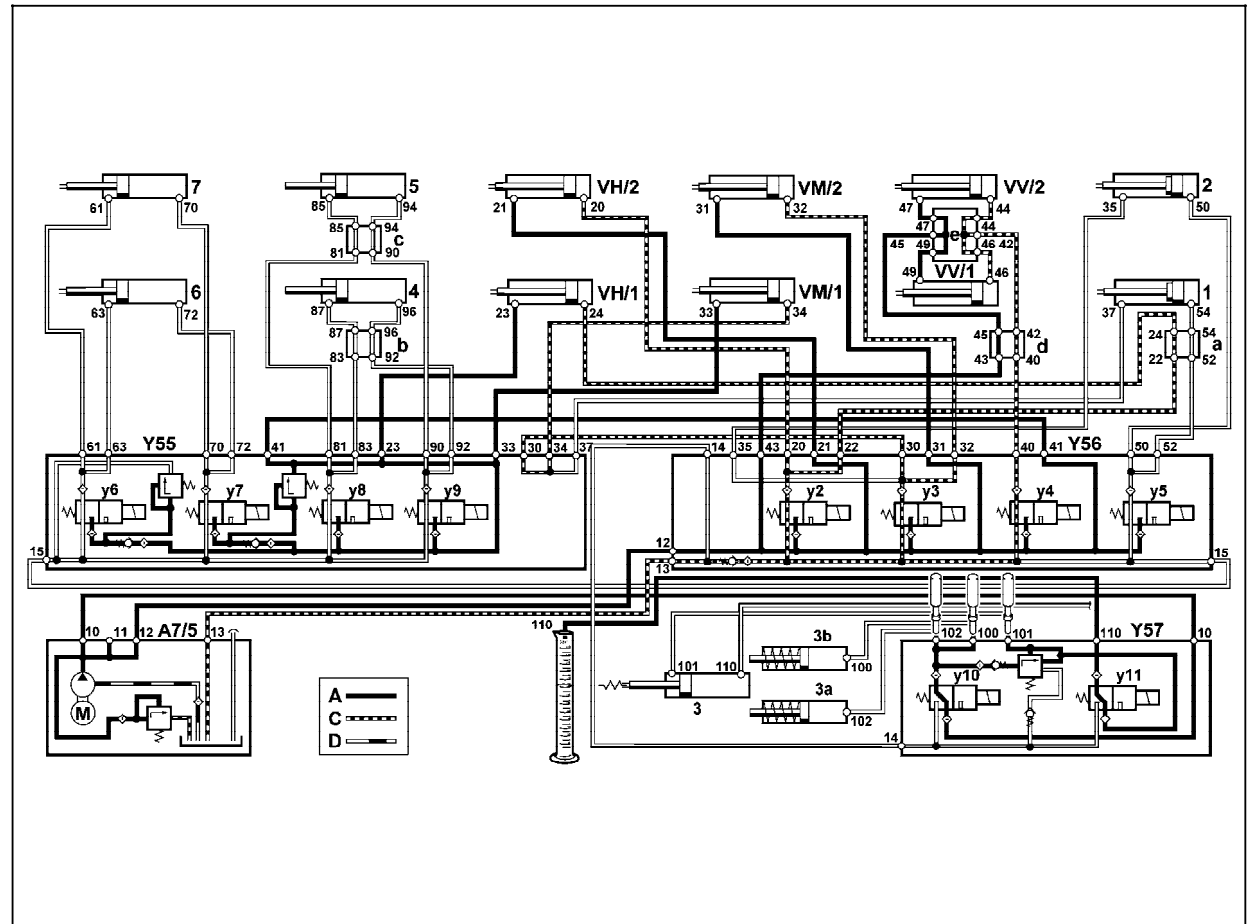 7 5 VH/2 VM/2 VV/2 2
61 70 85 94 21 20 31 32 47 44 35 50
85 94 47 44
c e
81 90 45 49 46 42
6 4 VH/1 VM/1 49 VV/1 46 1
63 72 87 96 23 24 33 34 37 54
87 96 45 42 24 54
b d a
83 92 43 40 22 52
61 63 Y55 70 72 41 81 83 23 90 92 33 30 34 37 14 35 43 20 21 22 30 31 32 40 41 Y56 50 52
y6 y7 y8 y9 y2 y3 y4 y5
15 12 15
13
10 11 12 A7/5 13 110 102 100 101 110 Y57 10
3b
101 110 100
y10 y11
M A 3 3a
C 102
D 14